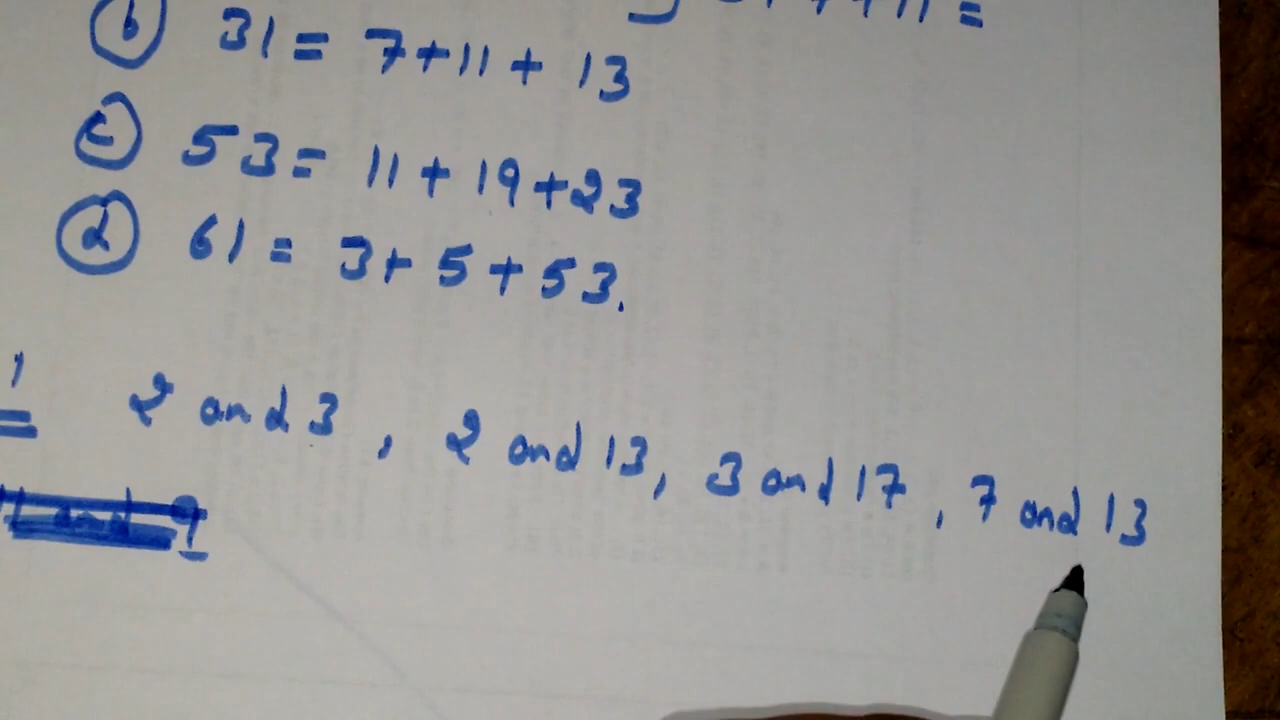 (b) 31 = 7+11 + 13
(c) 53 = 11 + 19 +23
(d) 61 = 3+ 5 + 53.
2 and 3 , 2 and 13, 3 and 17 , 7 and 13